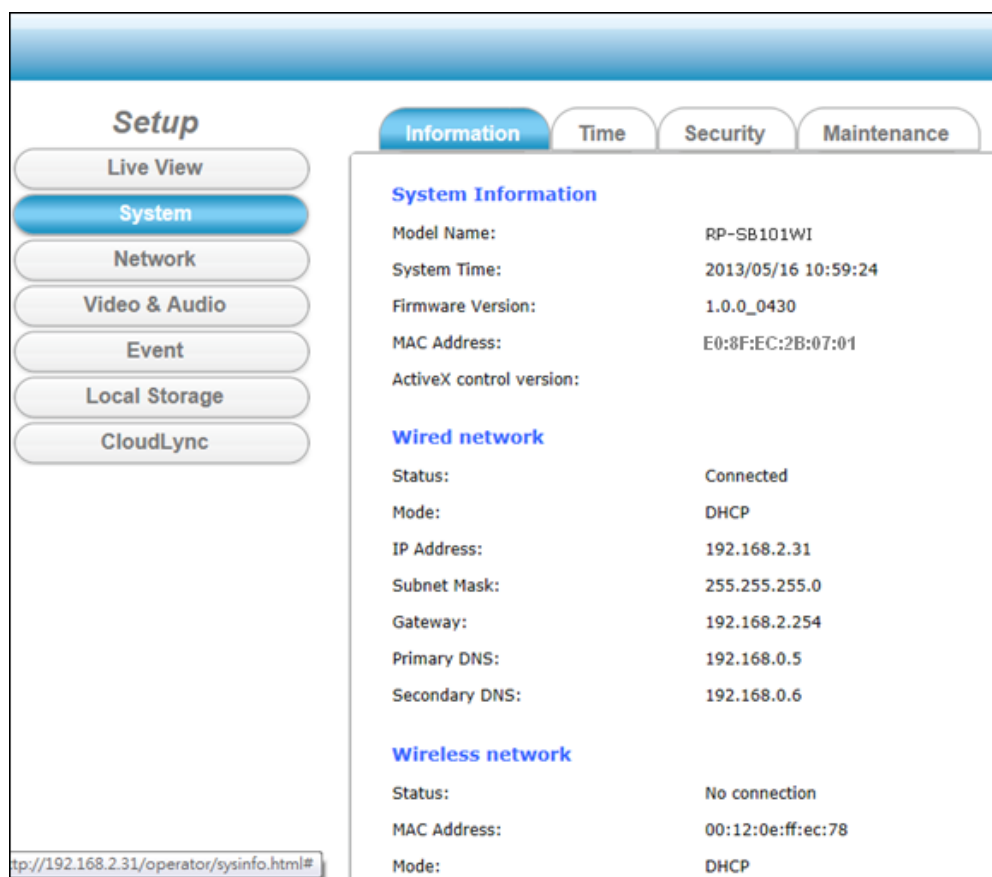 Setup
Live View
System
Network
Video & Audio
Event
Local Storage
CloudLync
Information Time Security Maintenance
System Information
Model Name: RP-SB101WI
System Time: 2013/05/16 10:59:24
Firmware Version: 1.0.0_0430
MAC Address: E0:8F:EC:2B:07:01
ActiveX control version:
Wired network
Status: Connected
Mode: DHCP
IP Address: 192.168.2.31
Subnet Mask: 255.255.255.0
Gateway: 192.168.2.254
Primary DNS: 192.168.0.5
Secondary DNS: 192.168.0.6
Wireless network
Status: No connection
MAC Address: 00:12:0e:ff:ec:78
Mode: DHCP
tp://192.168.2.31/operator/sysinfo.html#